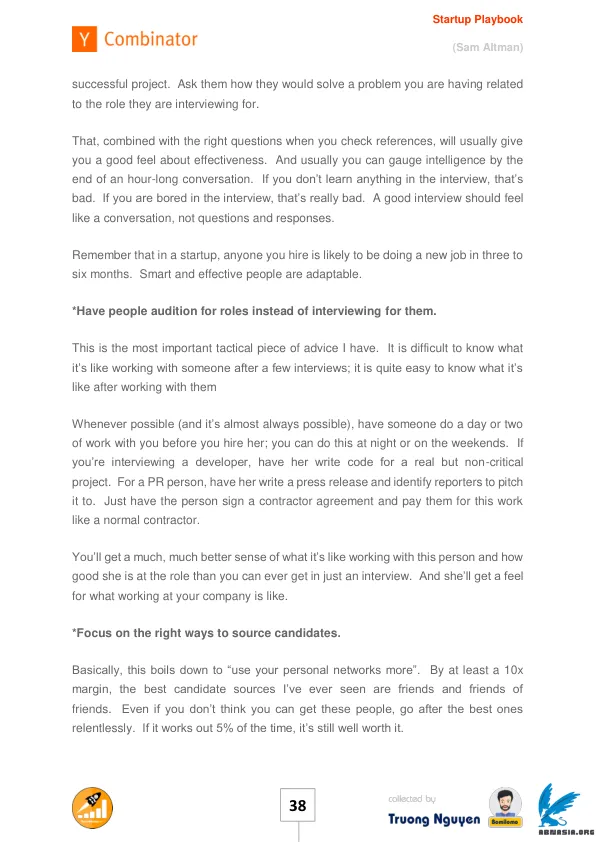 Startup Playbook
Y Combinator
(Sam Altman)
successful project.  Ask them how they would solve a problem you are having related
to the role they are interviewing for.
That, combined with the right questions when you check references, will usually give
you a good feel about effectiveness.  And usually you can gauge intelligence by the
end of an hour-long conversation.  If you don’t learn anything in the interview, that’s
bad.  If you are bored in the interview, that’s really bad.  A good interview should feel
like a conversation, not questions and responses.
Remember that in a startup, anyone you hire is likely to be doing a new job in three to
six months.  Smart and effective people are adaptable.
*Have people audition for roles instead of interviewing for them.
This is the most important tactical piece of advice I have.  It is difficult to know what
it’s like working with someone after a few interviews; it is quite easy to know what it’s
like after working with them
Whenever possible (and it’s almost always possible), have someone do a day or two
of work with you before you hire her; you can do this at night or on the weekends.  If
you’re interviewing a developer, have her write code for a real but non-critical
project.  For a PR person, have her write a press release and identify reporters to pitch
it to.  Just have the person sign a contractor agreement and pay them for this work
like a normal contractor.
You’ll get a much, much better sense of what it’s like working with this person and how
good she is at the role than you can ever get in just an interview.  And she’ll get a feel
for what working at your company is like.
*Focus on the right ways to source candidates.
Basically, this boils down to “use your personal networks more”.  By at least a 10x
margin, the best candidate sources I’ve ever seen are friends and friends of
friends.  Even if you don’t think you can get these people, go after the best ones
relentlessly.  If it works out 5% of the time, it’s still well worth it.
38
collected by
Truong Nguyen
Bomliama
ABNASIA.ORG